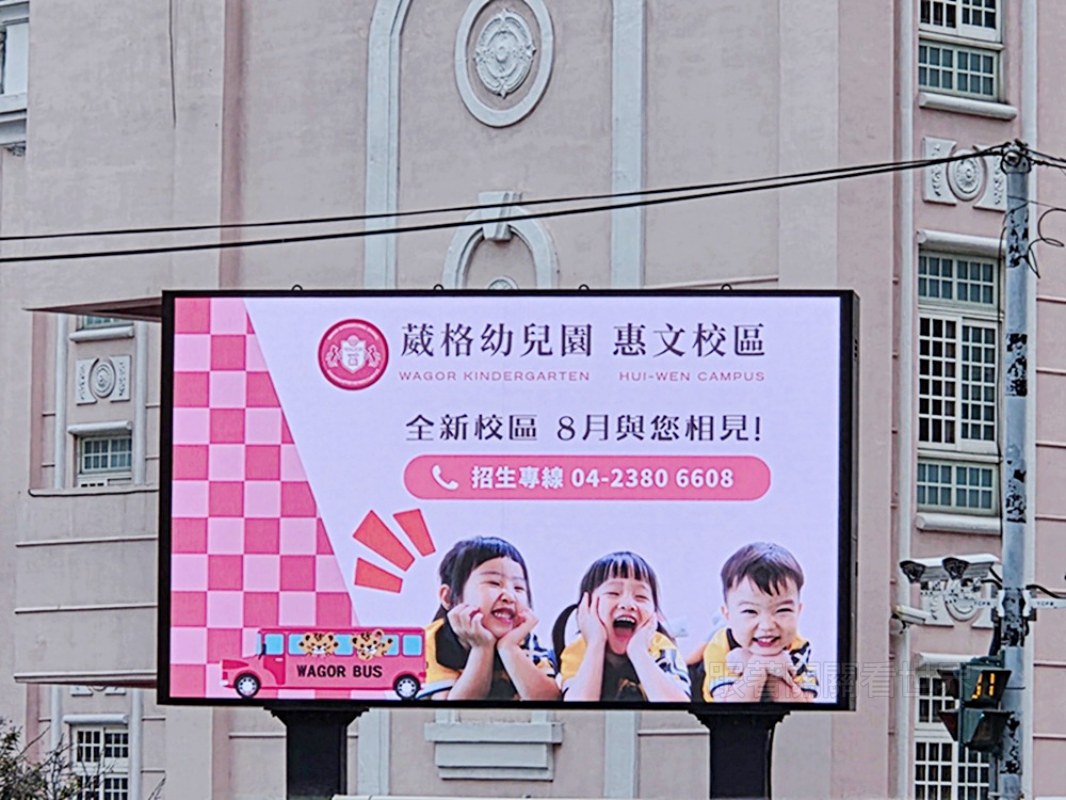 葳格幼兒園 惠文校區
WAGOR KINDERGARTEN HUI-WEN CAMPUS
全新校區 8月與您相見!
招生專線 04-2380 6608
WAGOR BUS
11